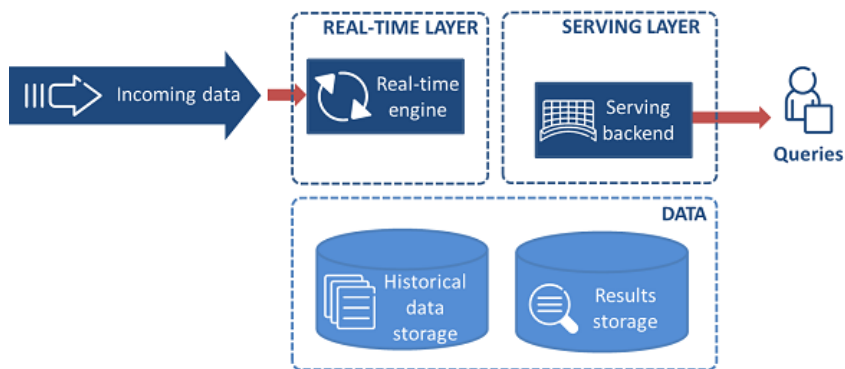 REAL-TIME LAYER
SERVING LAYER
Incoming data
Real-time
engine
Serving
backend
Queries
DATA
Historical
data
storage
Results
storage